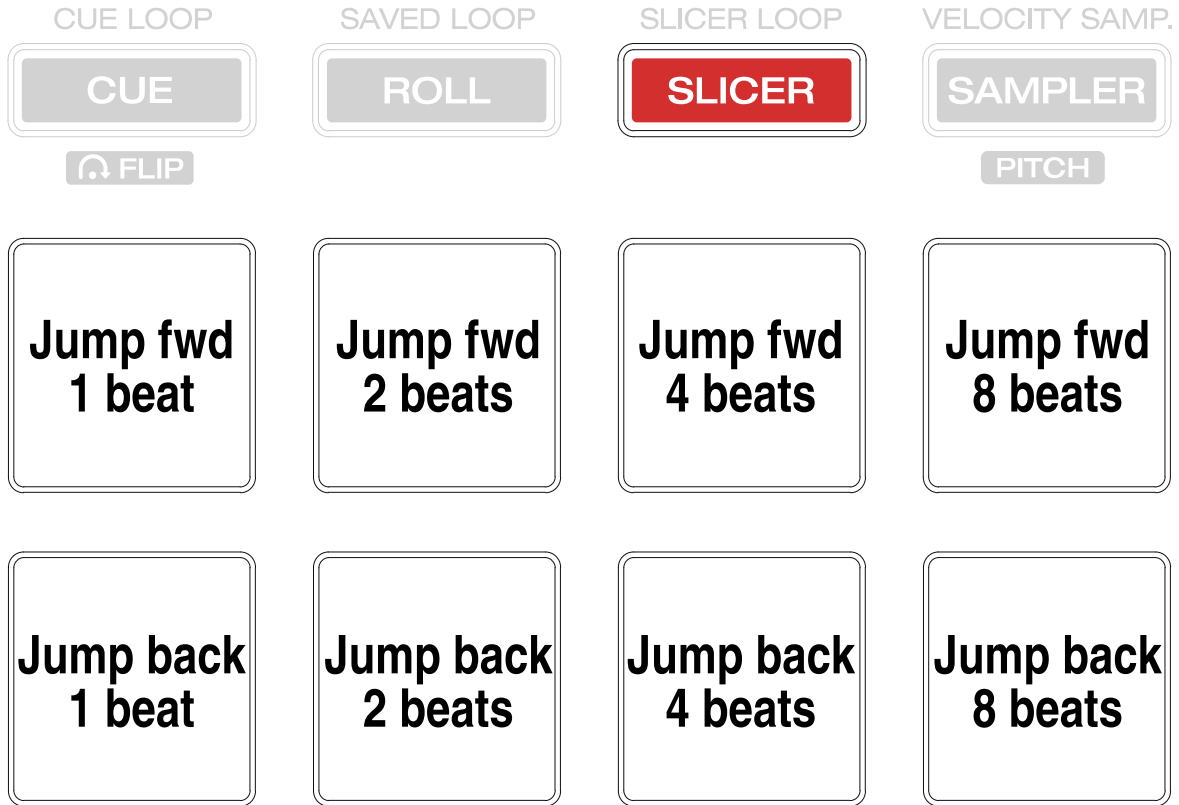 CUE LOOP SAVED LOOP SLICER LOOP VELOCITY SAMP.
CUE ROLL SLICER SAMPLER
FLIP PITCH
Jump fwd
1 beat
Jump fwd
2 beats
Jump fwd
4 beats
Jump fwd
8 beats
Jump back
1 beat
Jump back
2 beats
Jump back
4 beats
Jump back
8 beats